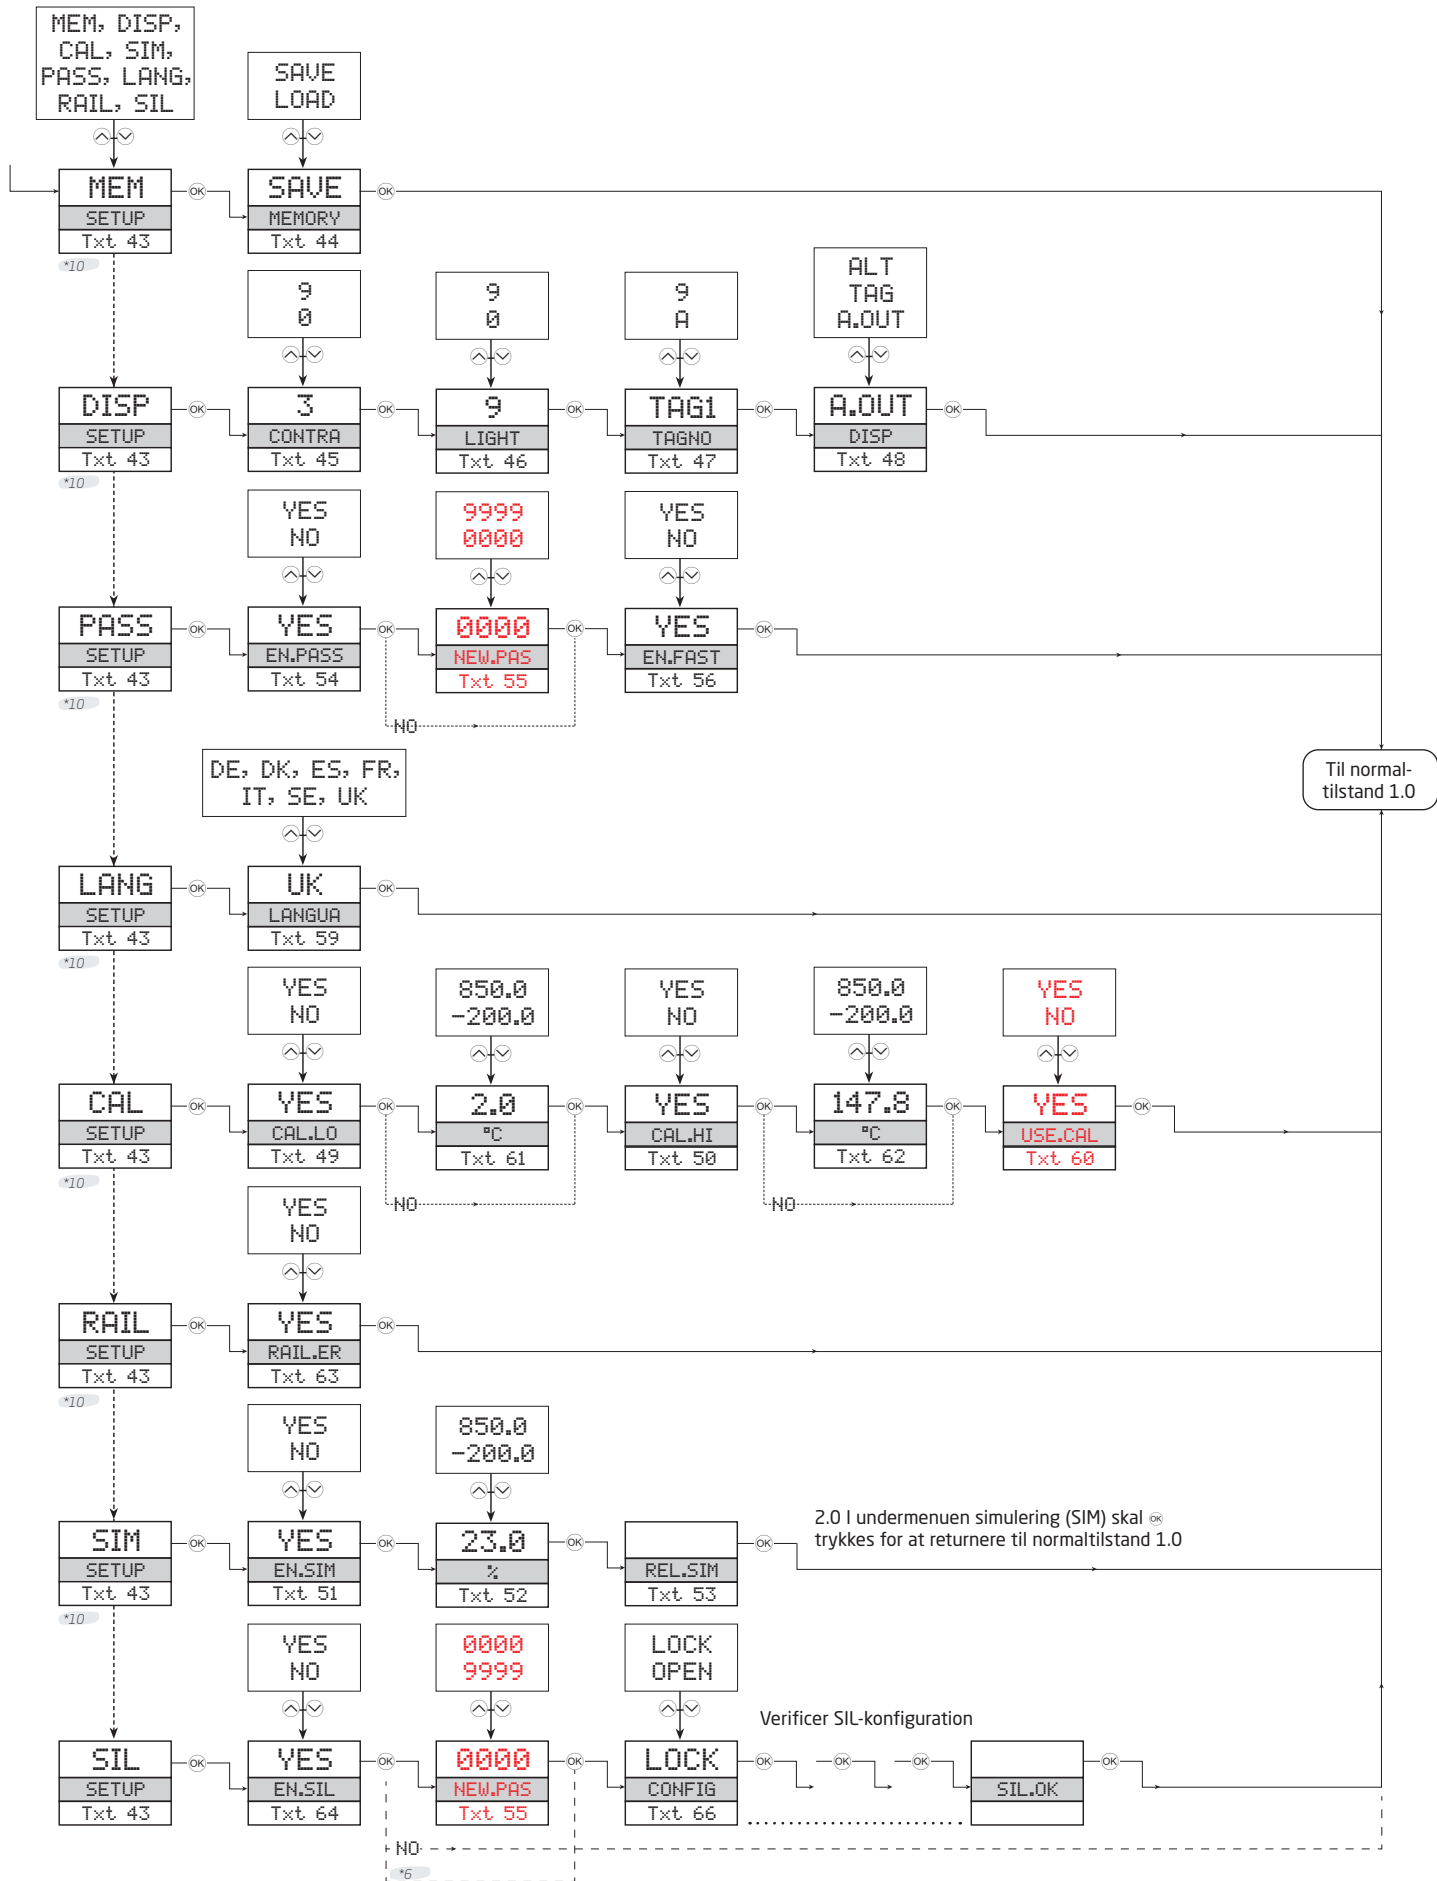 MEM, DISP,
CAL, SIM,
PASS, LANG,
RAIL, SIL
SAVE
LOAD
MEM
OK
SAVE
OK
SETUP
MEMORY
Txt 43
Txt 44
*10
9
0
9
0
9
A
ALT
TAG
A.OUT
DISP
OK
3
OK
9
OK
TAG1
OK
A.OUT
OK
SETUP
CONTRA
LIGHT
TAGNO
DISP
Txt 43
Txt 45
Txt 46
Txt 47
Txt 48
*10
YES
NO
9999
0000
YES
NO
PASS
OK
YES
OK
0000
OK
YES
OK
SETUP
EN.PASS
NEW.PAS
EN.FAST
Txt 43
Txt 54
Txt 55
Txt 56
*10
NO
DE, DK, ES, FR,
IT, SE, UK
Til normal-
tilstand 1.0
LANG
OK
UK
OK
SETUP
LANGUA
Txt 43
Txt 59
*10
YES
NO
850.0
-200.0
YES
NO
850.0
-200.0
YES
NO
CAL
OK
YES
OK
2.0
OK
YES
OK
147.8
OK
YES
OK
SETUP
CAL.LO
°C
CAL.HI
°C
USE.CAL
Txt 43
Txt 49
Txt 61
Txt 50
Txt 62
Txt 60
*10
NO
NO
YES
NO
RAIL
OK
YES
OK
SETUP
RAIL.ER
Txt 43
Txt 63
*10
YES
NO
850.0
-200.0
2.0 I undermenuen simulering (SIM) skal OK
trykkes for at returnere til normaltilstand 1.0
SIM
OK
YES
OK
23.0
OK
OK
SETUP
EN.SIM
%
REL.SIM
Txt 43
Txt 51
Txt 52
Txt 53
*10
YES
NO
0000
9999
LOCK
OPEN
Verificer SIL-konfiguration
SIL
OK
YES
OK
0000
OK
LOCK
OK
OK
OK
OK
SETUP
EN.SIL
NEW.PAS
CONFIG
SIL.OK
Txt 43
Txt 64
Txt 55
Txt 66
NO
*6